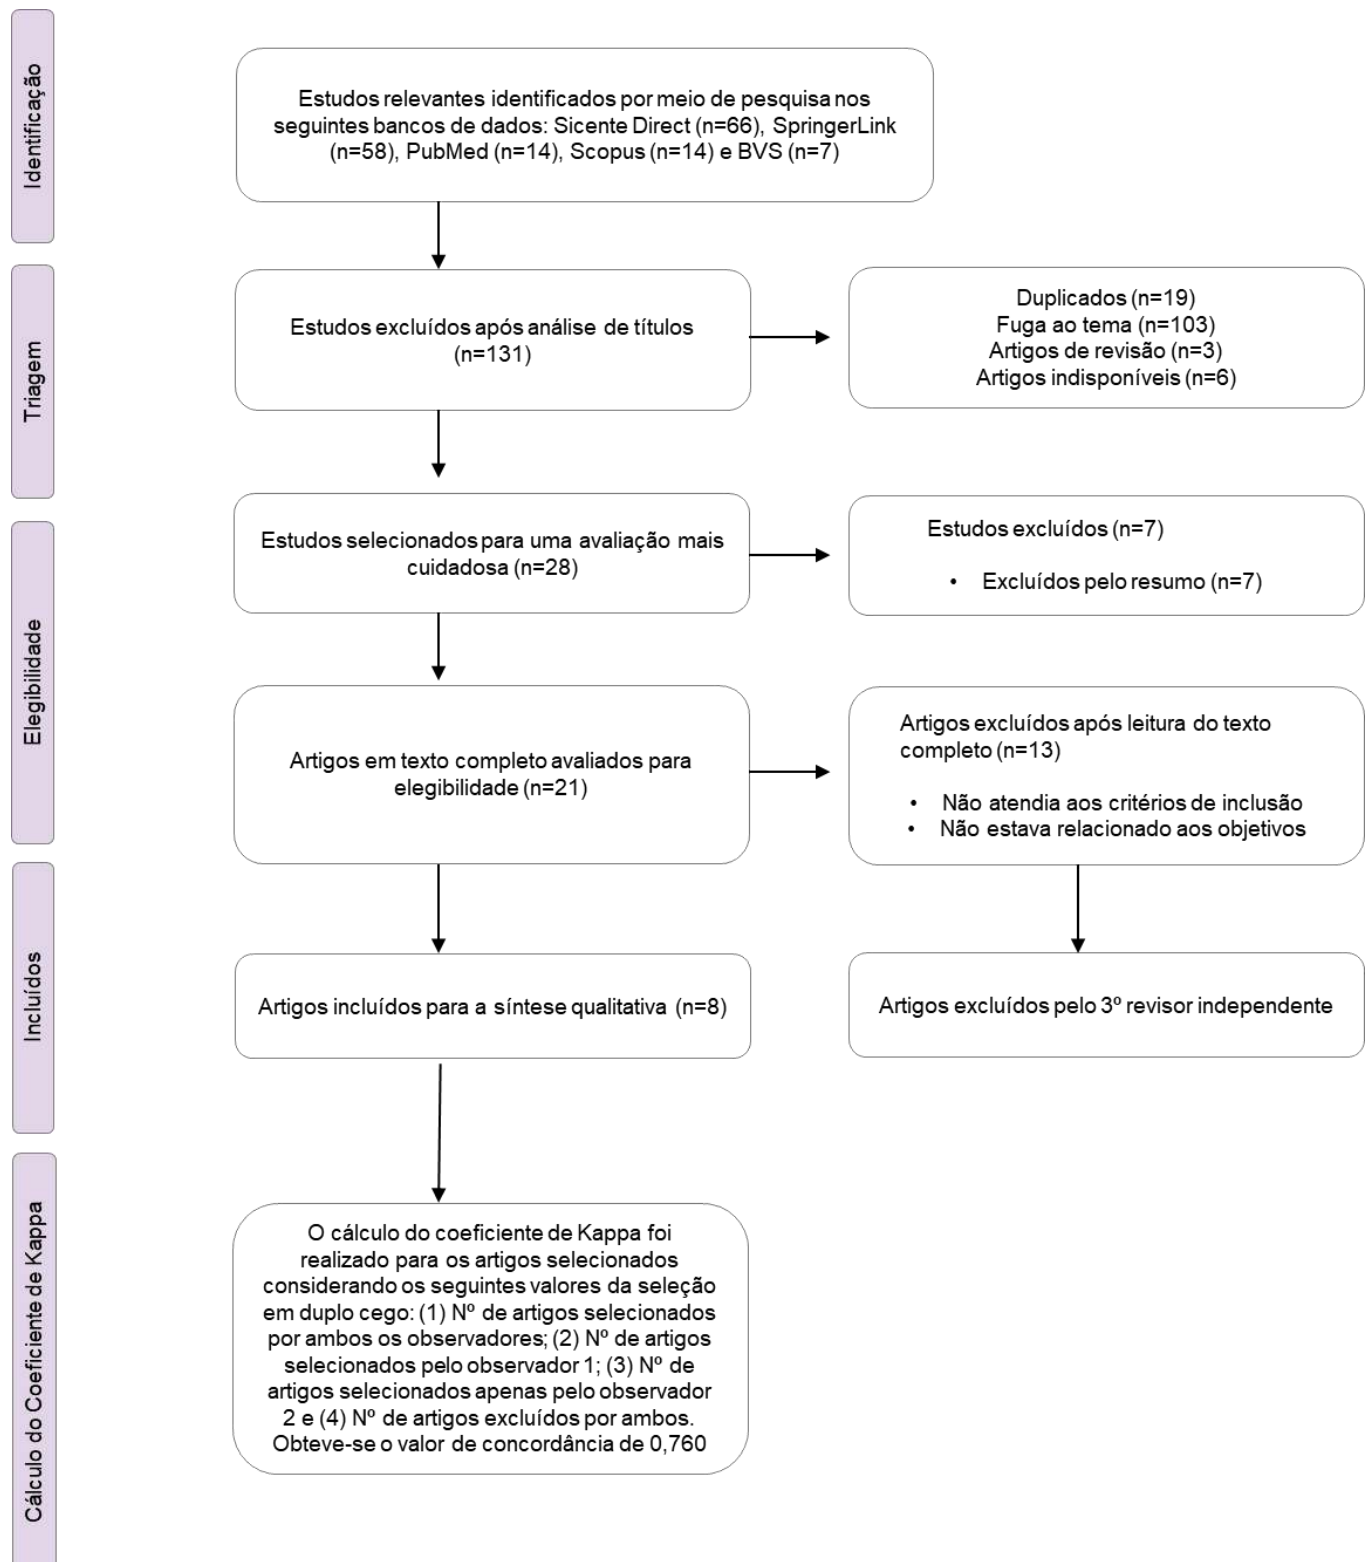 Identificação
Estudos relevantes identificados por meio de pesquisa nos
seguintes bancos de dados: Sicente Direct (n=66), SpringerLink
(n=58), PubMed (n=14), Scopus (n=14) e BVS (n=7)
Triagem
Estudos excluídos após análise de títulos
(n=131)
Duplicados (n=19)
Fuga ao tema (n=103)
Artigos de revisão (n=3)
Artigos indisponíveis (n=6)
Elegibilidade
Estudos selecionados para uma avaliação mais
cuidadosa (n=28)
Estudos excluídos (n=7)
• Excluídos pelo resumo (n=7)
Artigos em texto completo avaliados para
elegibilidade (n=21)
Artigos excluídos após leitura do texto
completo (n=13)
• Não atendia aos critérios de inclusão
• Não estava relacionado aos objetivos
Incluídos
Artigos incluídos para a síntese qualitativa (n=8)
Artigos excluídos pelo 3º revisor independente
Cálculo do Coeficiente de Kappa
O cálculo do coeficiente de Kappa foi
realizado para os artigos selecionados
considerando os seguintes valores da seleção
em duplo cego: (1) Nº de artigos selecionados
por ambos os observadores; (2) Nº de artigos
selecionados pelo observador 1; (3) Nº de
artigos selecionados apenas pelo observador
2 e (4) Nº de artigos excluídos por ambos.
Obteve-se o valor de concordância de 0,760